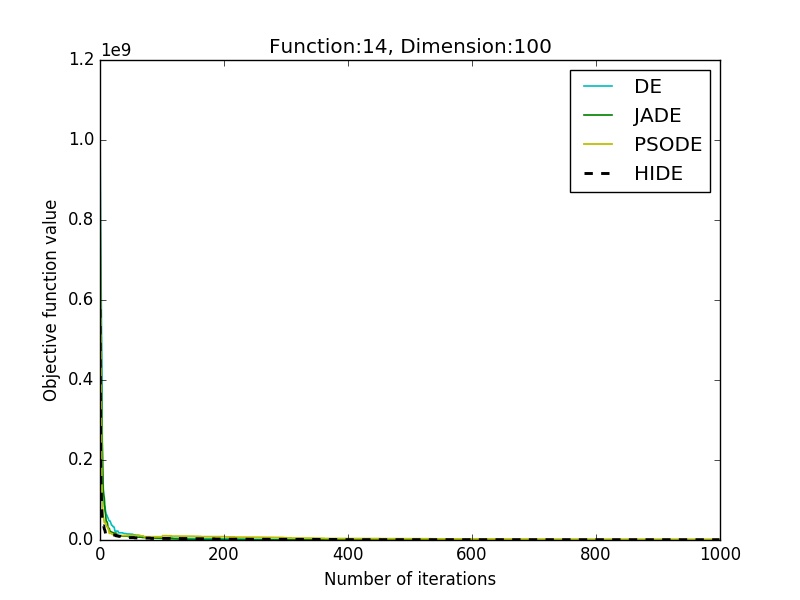 Function:14, Dimension:100
1e9
1.2
1.0
0.8
0.6
0.4
0.2
0.0
Objective function value
DE
JADE
PSODE
HIDE
0 200 400 600 800 1000
Number of iterations